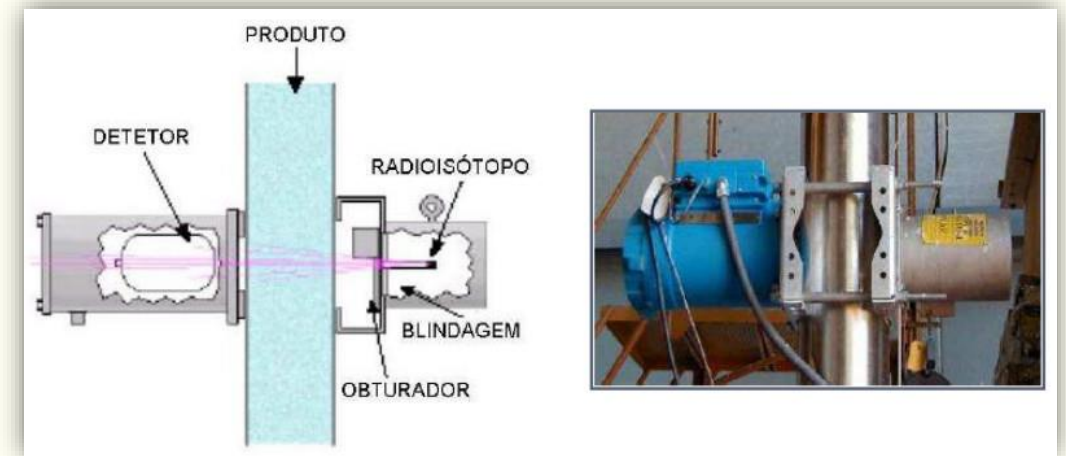 PRODUTO
DETETOR
RADIOISÓTOPO
BLINDAGEM
OBTURADOR